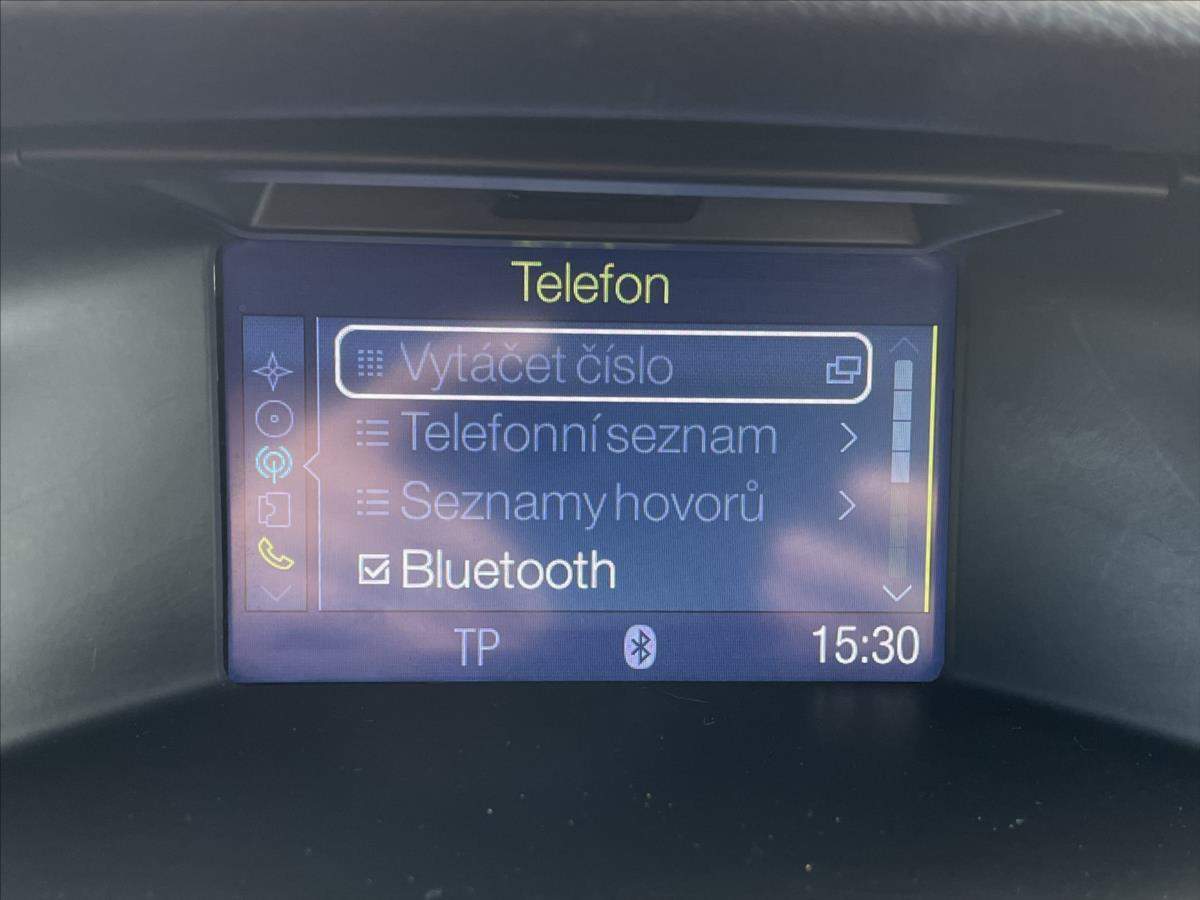 Telefon
Vytáčet číslo
Telefonní seznam
Seznamy hovorů
Bluetooth
TP 15:30